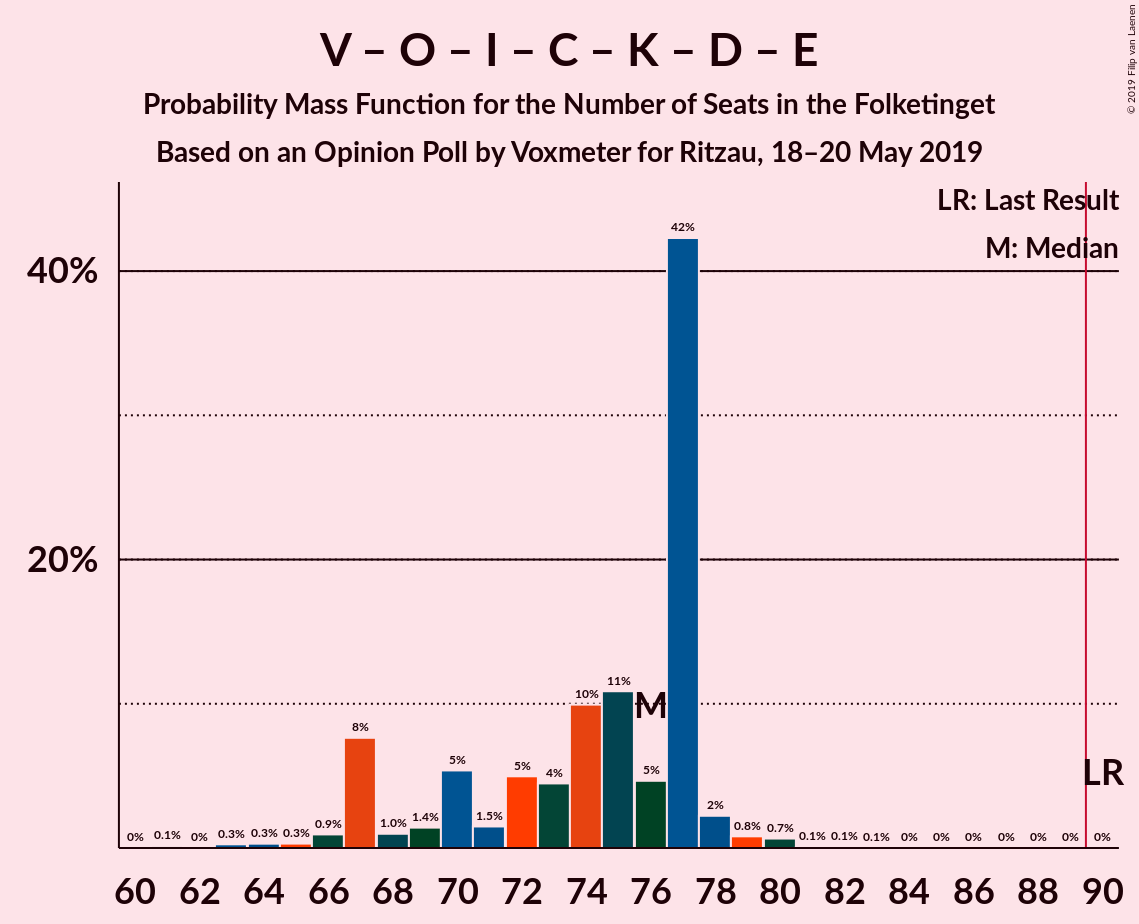 V – O – I – C – K – D – E
Probability Mass Function for the Number of Seats in the Folketinget
Based on an Opinion Poll by Voxmeter for Ritzau, 18–20 May 2019
© 2019 Filip van Laenen
LR: Last Result
M: Median
40%
20%
0% 0.1% 0% 0.3% 0.3% 0.3% 0.9% 8% 1.0% 1.4% 5% 1.5% 5% 4% 10% 11% 5% 42% 2% 0.8% 0.7% 0.1% 0.1% 0.1% 0% 0% 0% 0% 0% 0% 0%
M
LR
60 62 64 66 68 70 72 74 76 78 80 82 84 86 88 90